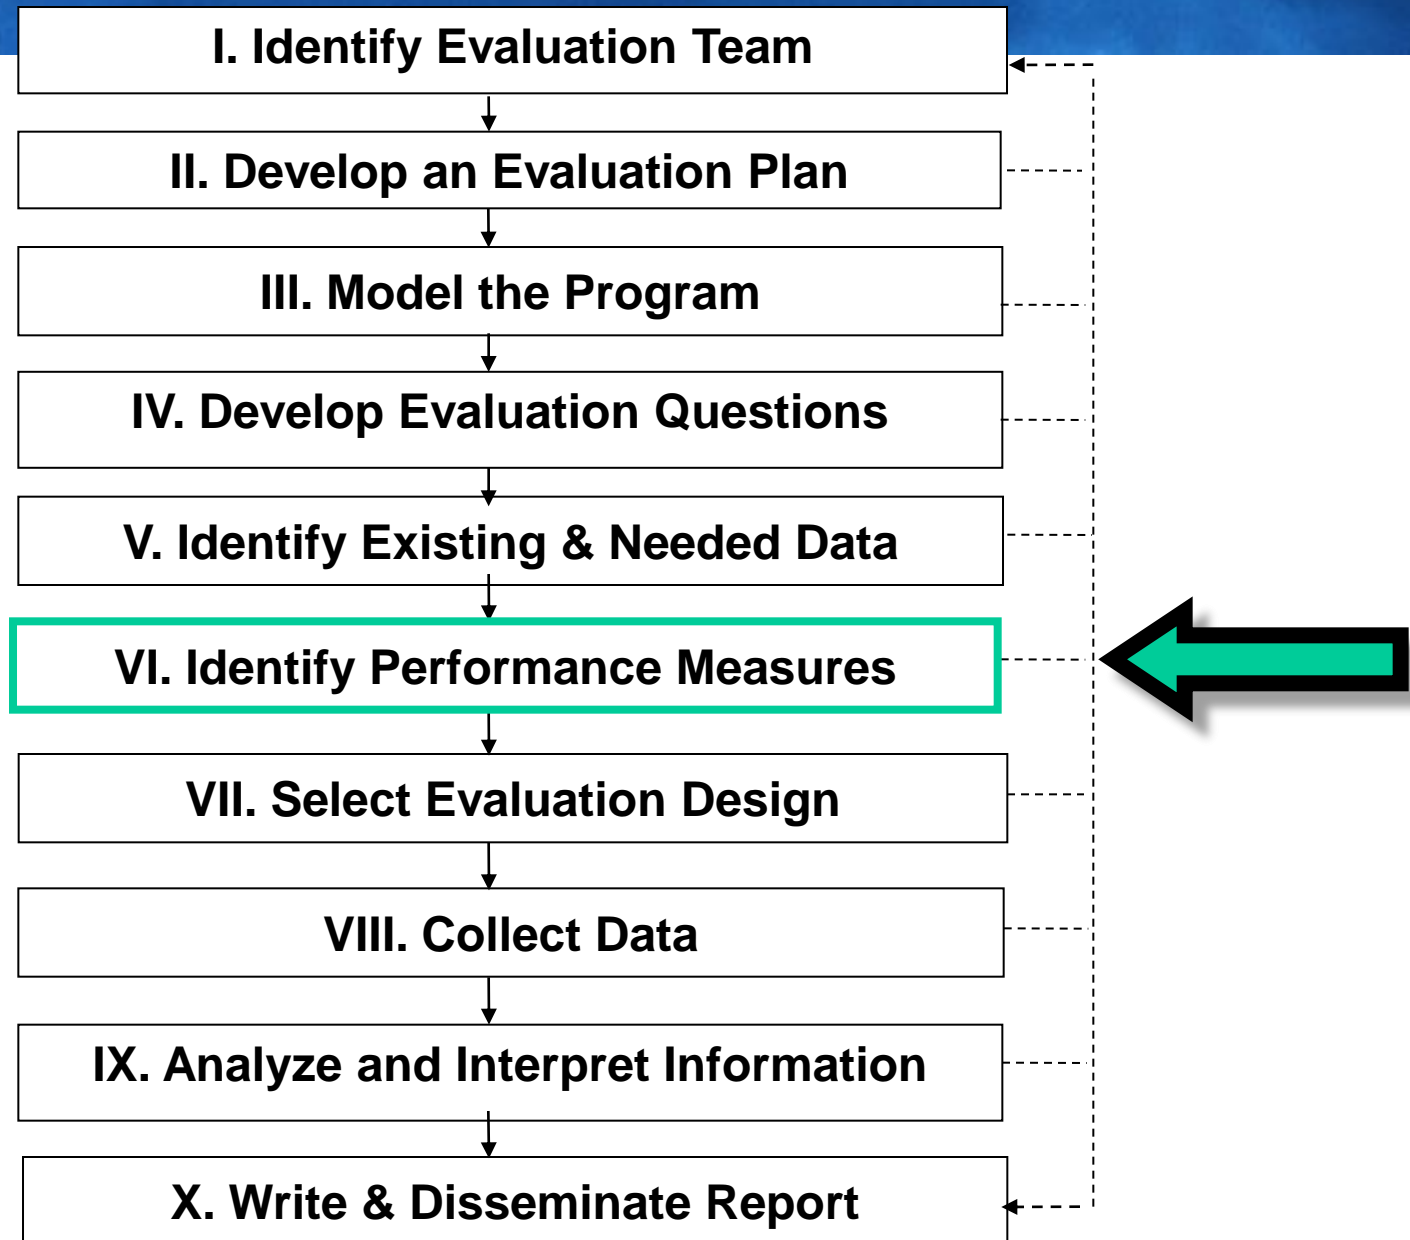 I. Identify Evaluation Team
II. Develop an Evaluation Plan
III. Model the Program
IV. Develop Evaluation Questions
V. Identify Existing & Needed Data
VI. Identify Performance Measures
VII. Select Evaluation Design
VIII. Collect Data
IX. Analyze and Interpret Information
X. Write & Disseminate Report